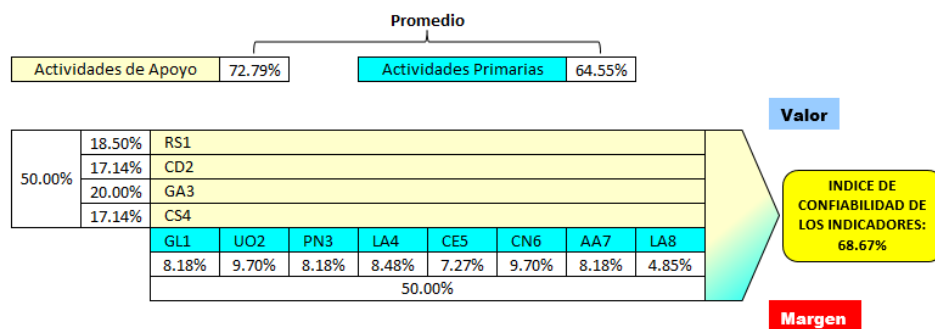 Promedio
Actividades de Apoyo 72.79% Actividades Primarias 64.55%
Valor
50.00%
18.50% RS1
17.14% CD2
20.00% GA3
17.14% CS4
INDICE DE
CONFIABILIDAD DE
LOS INDICADORES:
68.67%
GL1 UO2 PN3 LA4 CE5 CN6 AA7 LA8
8.18% 9.70% 8.18% 8.48% 7.27% 9.70% 8.18% 4.85%
50.00%
Margen